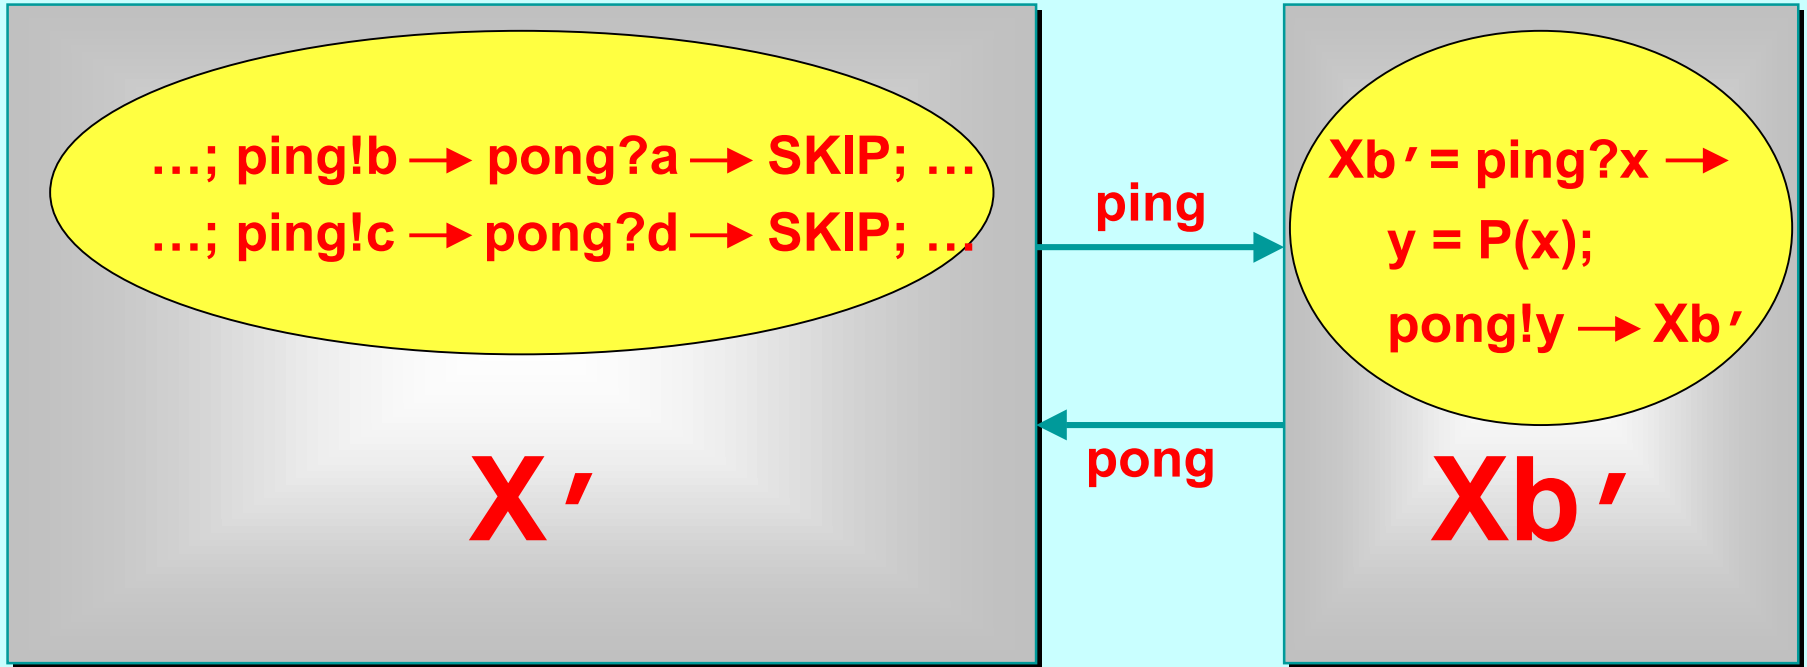 …; ping!b → pong?a → SKIP; …
…; ping!c → pong?d → SKIP; …
X′
ping
pong
Xb′ = ping?x →
y = P(x);
pong!y → Xb′
Xb′